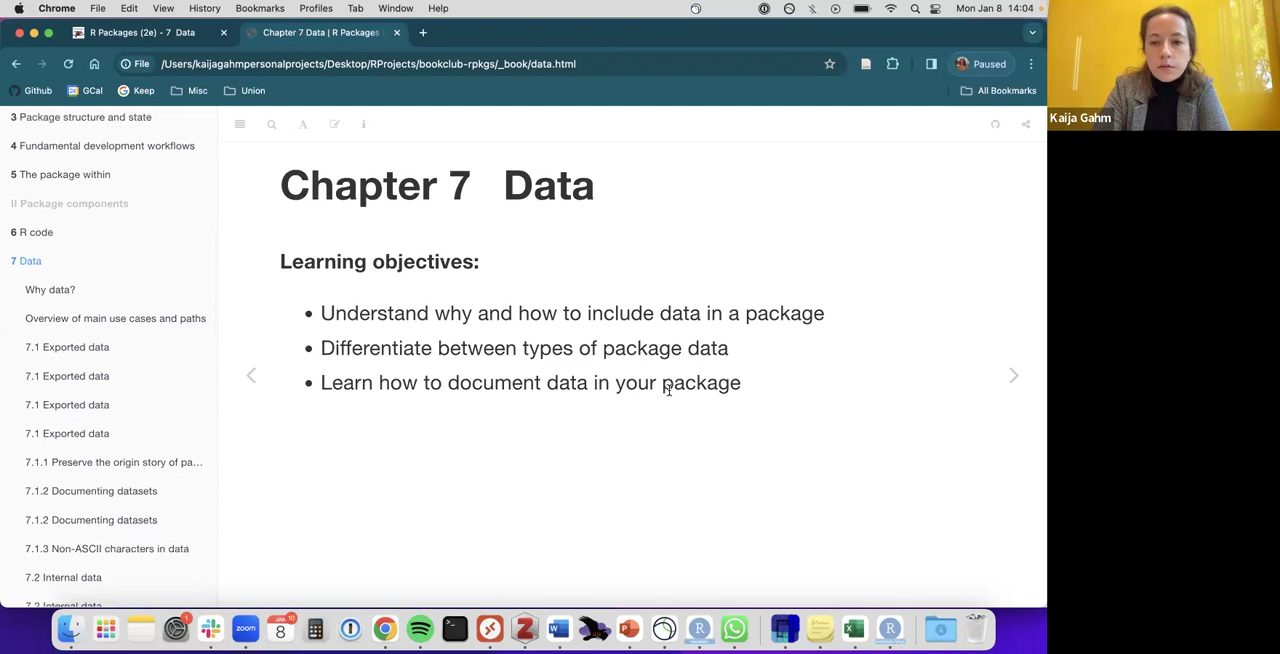 Chrome File Edit View History Bookmarks Profiles Tab Window Help Mon Jan 8 14:04
R Packages (2e) - 7 Data Chapter 7 Data | R Packages
File /Users/kaijagahmpersonalprojects/Desktop/RProjects/bookclub-rpkgs/_book/data.html Paused
Github GCal Keep Misc Union All Bookmarks
Kaija Gahm
3 Package structure and state
4 Fundamental development workflows
5 The package within
II Package components
6 R code
7 Data
Why data?
Overview of main use cases and paths
7.1 Exported data
7.1 Exported data
7.1 Exported data
7.1 Exported data
7.1.1 Preserve the origin story of pa…
7.1.2 Documenting datasets
7.1.2 Documenting datasets
7.1.3 Non-ASCII characters in data
7.2 Internal data
7.2 Internal data
Chapter 7 Data
Learning objectives:
• Understand why and how to include data in a package
• Differentiate between types of package data
• Learn how to document data in your package
zoom
JAN
8